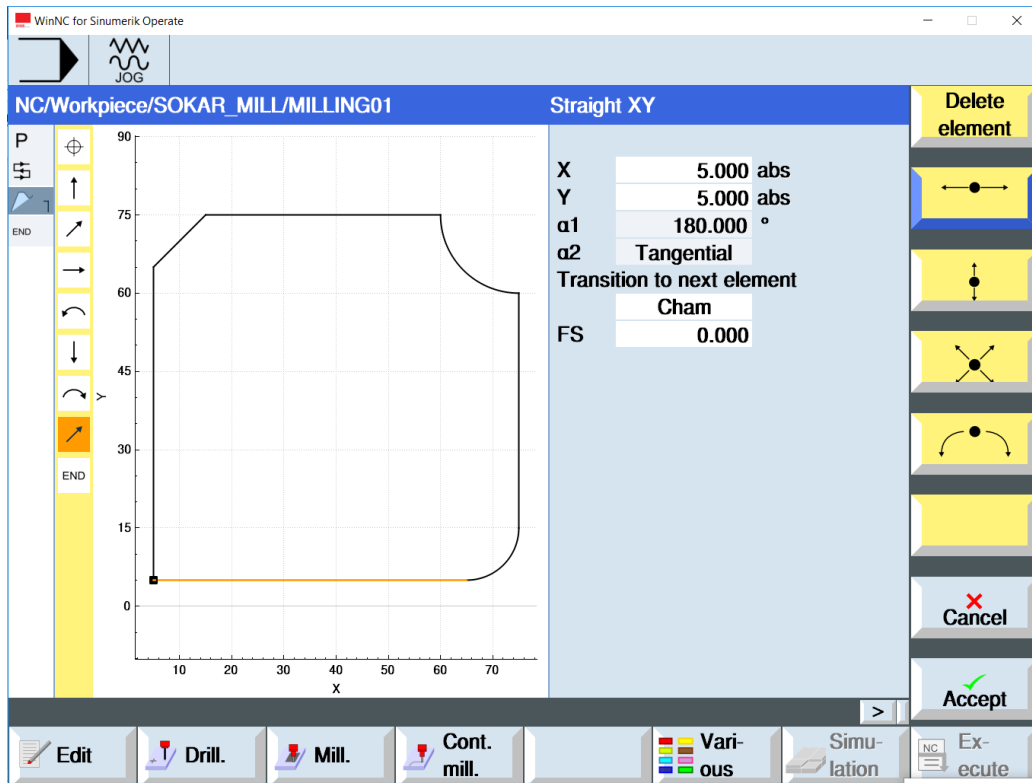 WinNC for Sinumerik Operate
JOG
NC/Workpiece/SOKAR_MILL/MILLING01
Straight XY
Delete
element
P
END
END
90
75
60
45
30
15
0
Y
10 20 30 40 50 60 70
X
X 5.000 abs
Y 5.000 abs
α1 180.000 °
α2 Tangential
Transition to next element
Cham
FS 0.000
Cancel
Accept
>
Edit
Drill.
Mill.
Cont.
mill.
Vari-
ous
Simu-
lation
NC
Ex-
ecute